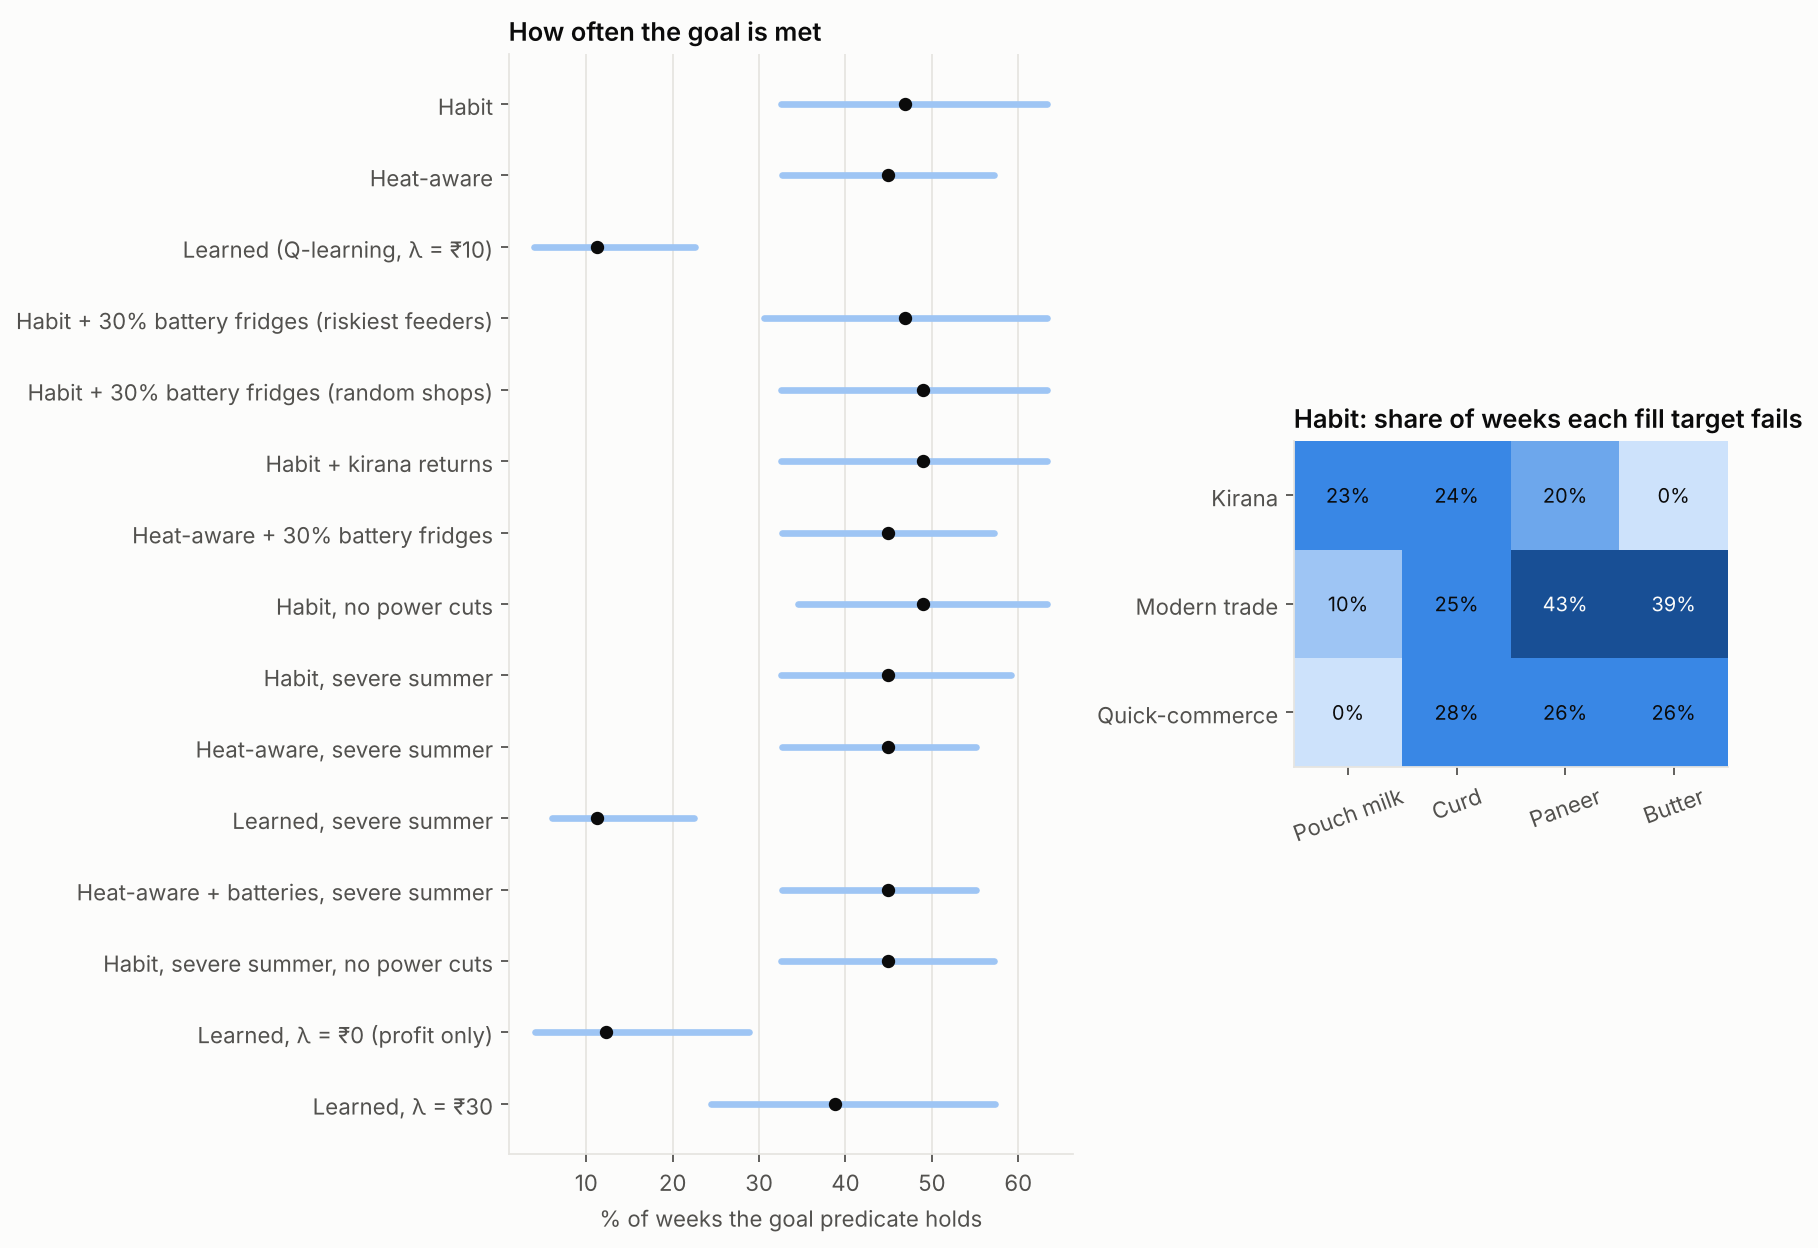 How often the goal is met
Habit
Heat-aware
Learned (Q-learning, λ = ₹10)
Habit + 30% battery fridges (riskiest feeders)
Habit + 30% battery fridges (random shops)
Habit + kirana returns
Heat-aware + 30% battery fridges
Habit, no power cuts
Habit, severe summer
Heat-aware, severe summer
Learned, severe summer
Heat-aware + batteries, severe summer
Habit, severe summer, no power cuts
Learned, λ = ₹0 (profit only)
Learned, λ = ₹30
10 20 30 40 50 60
% of weeks the goal predicate holds
Habit: share of weeks each fill target fails
Kirana 23% 24% 20% 0%
Modern trade 10% 25% 43% 39%
Quick-commerce 0% 28% 26% 26%
Pouch milk Curd Paneer Butter